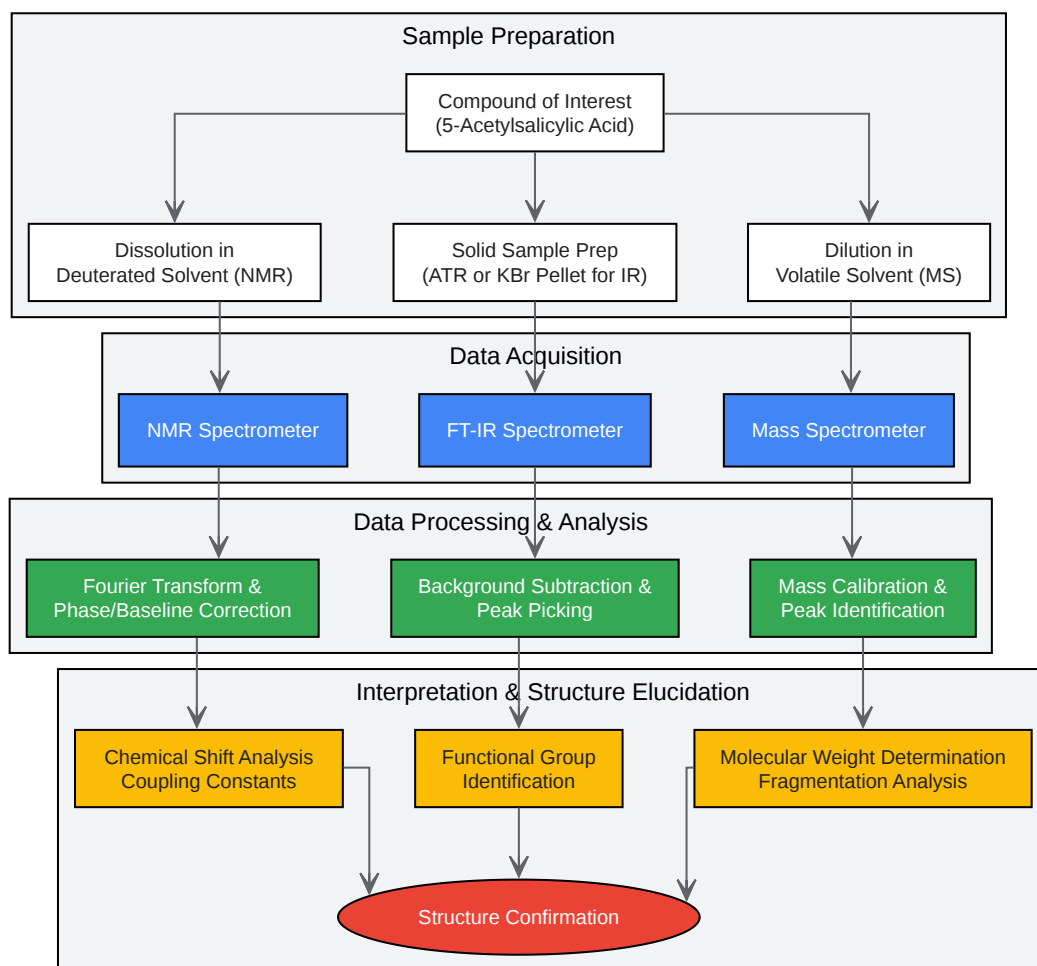 Sample Preparation
Compound of Interest
(5-Acetylsalicylic Acid)
Dissolution in
Deuterated Solvent (NMR)
Solid Sample Prep
(ATR or KBr Pellet for IR)
Dilution in
Volatile Solvent (MS)
Data Acquisition
NMR Spectrometer
FT-IR Spectrometer
Mass Spectrometer
Data Processing & Analysis
Fourier Transform &
Phase/Baseline Correction
Background Subtraction &
Peak Picking
Mass Calibration &
Peak Identification
Interpretation & Structure Elucidation
Chemical Shift Analysis
Coupling Constants
Functional Group
Identification
Molecular Weight Determination
Fragmentation Analysis
Structure Confirmation